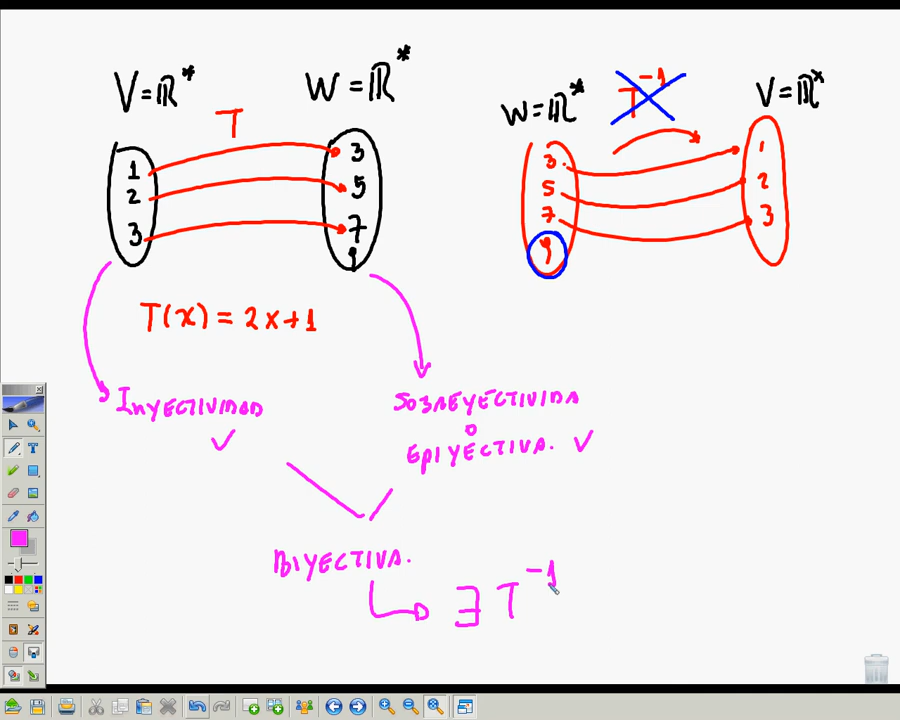 V=ℝ*
W=ℝ*
T
1
2
3
3
5
7
9
T(x) = 2x+1
W=ℝ*
T⁻¹
V=ℝ*
3
5
7
9
1
2
3
INYECTIVIDAD
✓
SOBREYECTIVIDA
O
EPIYECTIVA. ✓
BIYECTIVA.
∃ T⁻¹